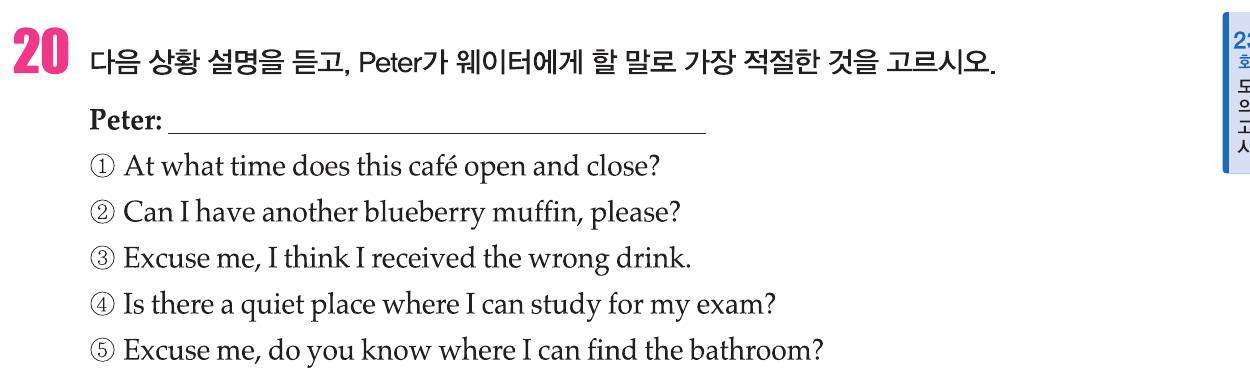 20 다음 상황 설명을 듣고, Peter가 웨이터에게 할 말로 가장 적절한 것을 고르시오.
Peter:
① At what time does this café open and close?
② Can I have another blueberry muffin, please?
③ Excuse me, I think I received the wrong drink.
④ Is there a quiet place where I can study for my exam?
⑤ Excuse me, do you know where I can find the bathroom?